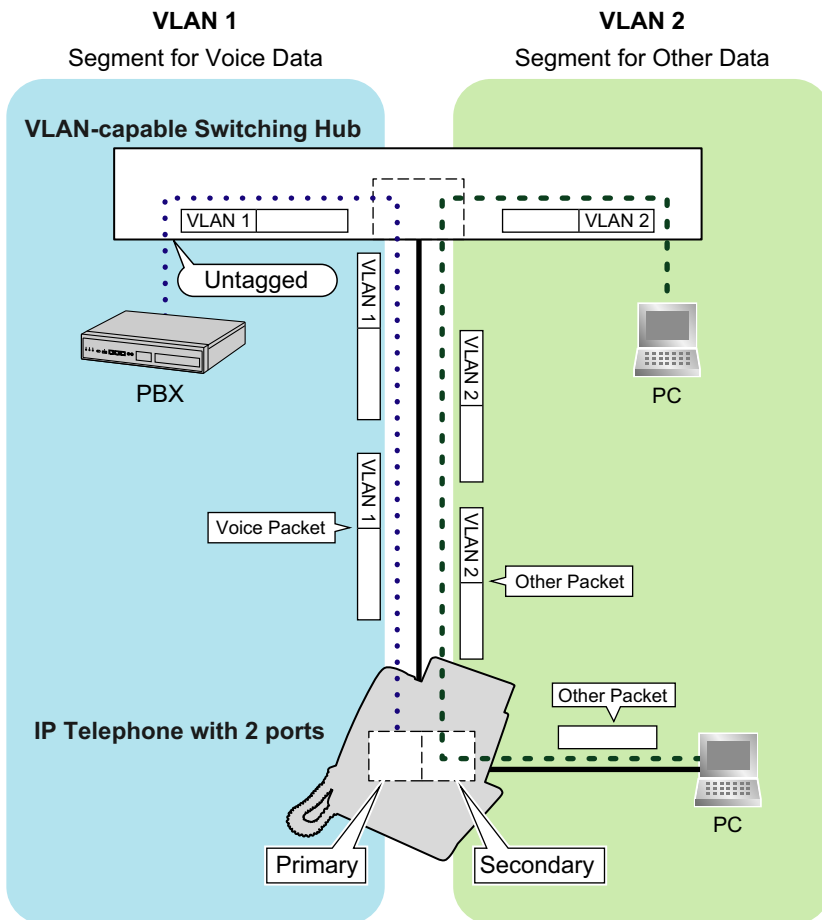 VLAN 1
Segment for Voice Data
VLAN 2
Segment for Other Data
VLAN-capable Switching Hub
VLAN 1
VLAN 2
Untagged
PBX
PC
VLAN 1
VLAN 2
VLAN 1
Voice Packet
VLAN 2
Other Packet
IP Telephone with 2 ports
Other Packet
PC
Primary
Secondary